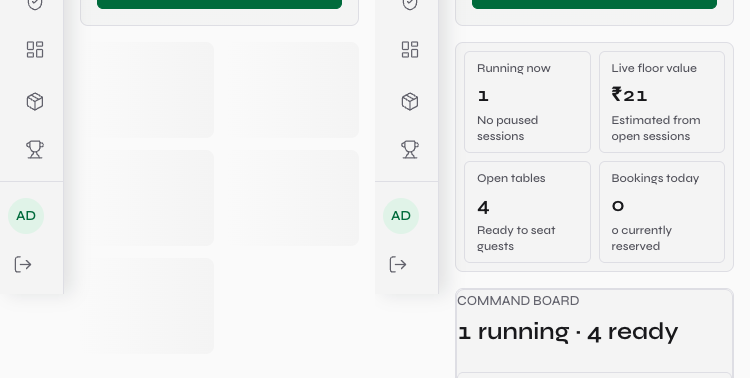 AD
AD
Running now
1
No paused
sessions
Live floor value
₹21
Estimated from
open sessions
Open tables
4
Ready to seat
guests
Bookings today
0
0 currently
reserved
COMMAND BOARD
1 running · 4 ready